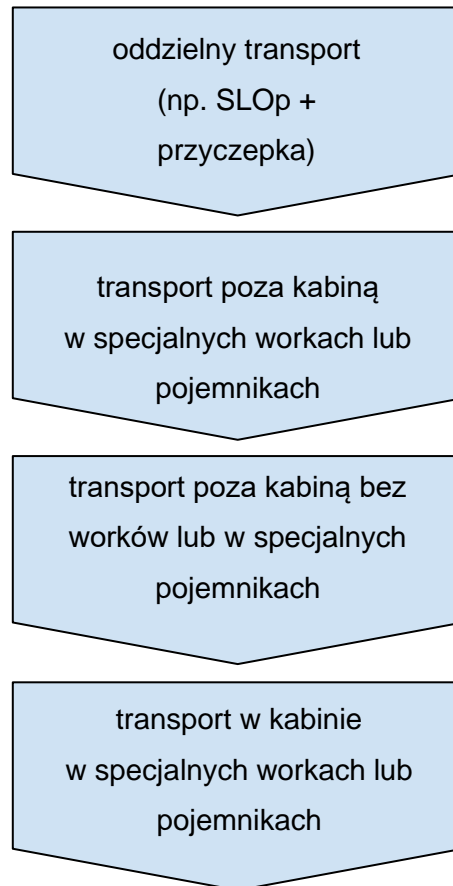 oddzielny transport
(np. SLOp +
przyczepka)
transport poza kabiną
w specjalnych workach lub
pojemnikach
transport poza kabiną bez
worków lub w specjalnych
pojemnikach
transport w kabinie
w specjalnych workach lub
pojemnikach